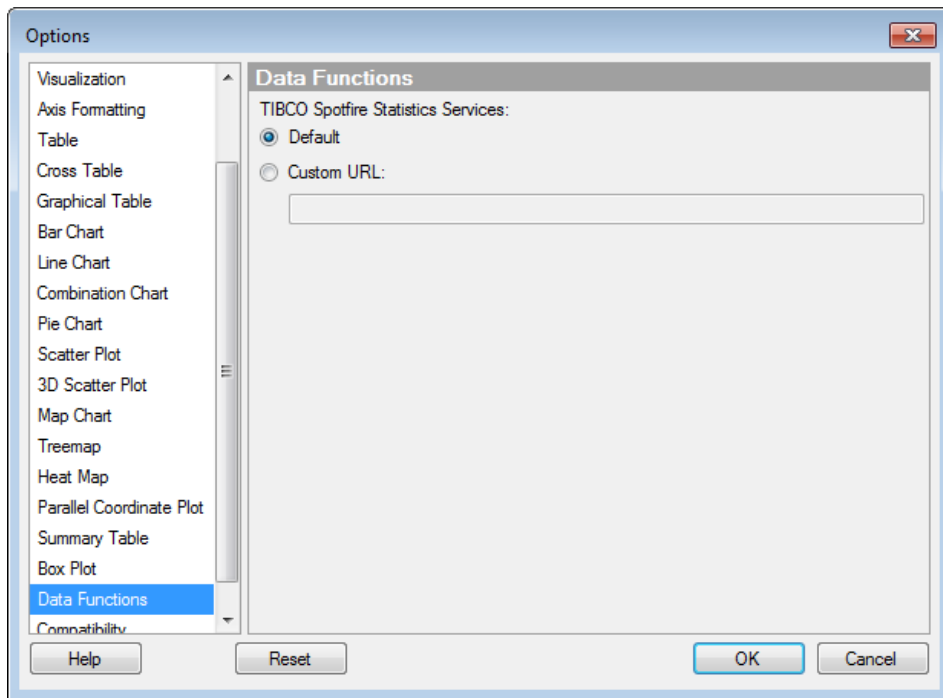 Options
Visualization
Axis Formatting
Table
Cross Table
Graphical Table
Bar Chart
Line Chart
Combination Chart
Pie Chart
Scatter Plot
3D Scatter Plot
Map Chart
Treemap
Heat Map
Parallel Coordinate Plot
Summary Table
Box Plot
Data Functions
Compatibility
Data Functions
TIBCO Spotfire Statistics Services:
Default
Custom URL:
Help
Reset
OK
Cancel